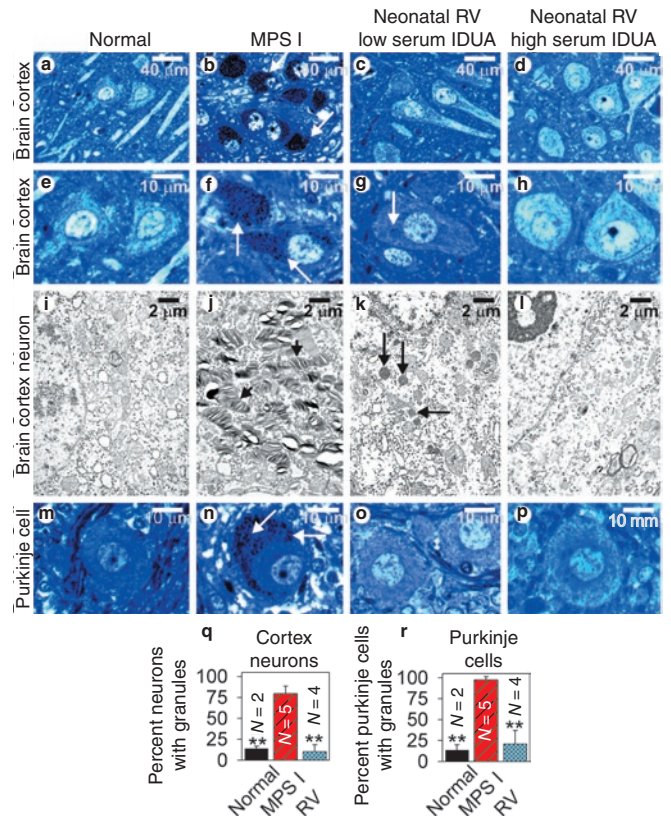 Normal
MPS I
Neonatal RV
low serum IDUA
Neonatal RV
high serum IDUA
Brain cortex
a
40 μm
b
40 μm
c
40 μm
d
40 μm
Brain cortex
e
10 μm
f
10 μm
g
10 μm
h
10 μm
Brain cortex neuron
i
2 μm
j
2 μm
k
2 μm
l
2 μm
Purkinje cell
m
10 μm
n
10 μm
o
10 μm
p
10 mm
q
Cortex
neurons
Percent neurons
with granules
100
75
50
25
0
N = 2
**
N = 5
N = 4
**
Normal
MPS I
RV
r
Purkinje
cells
Percent purkinje cells
with granules
100
75
50
25
0
N = 2
**
N = 5
N = 4
**
Normal
MPS I
RV